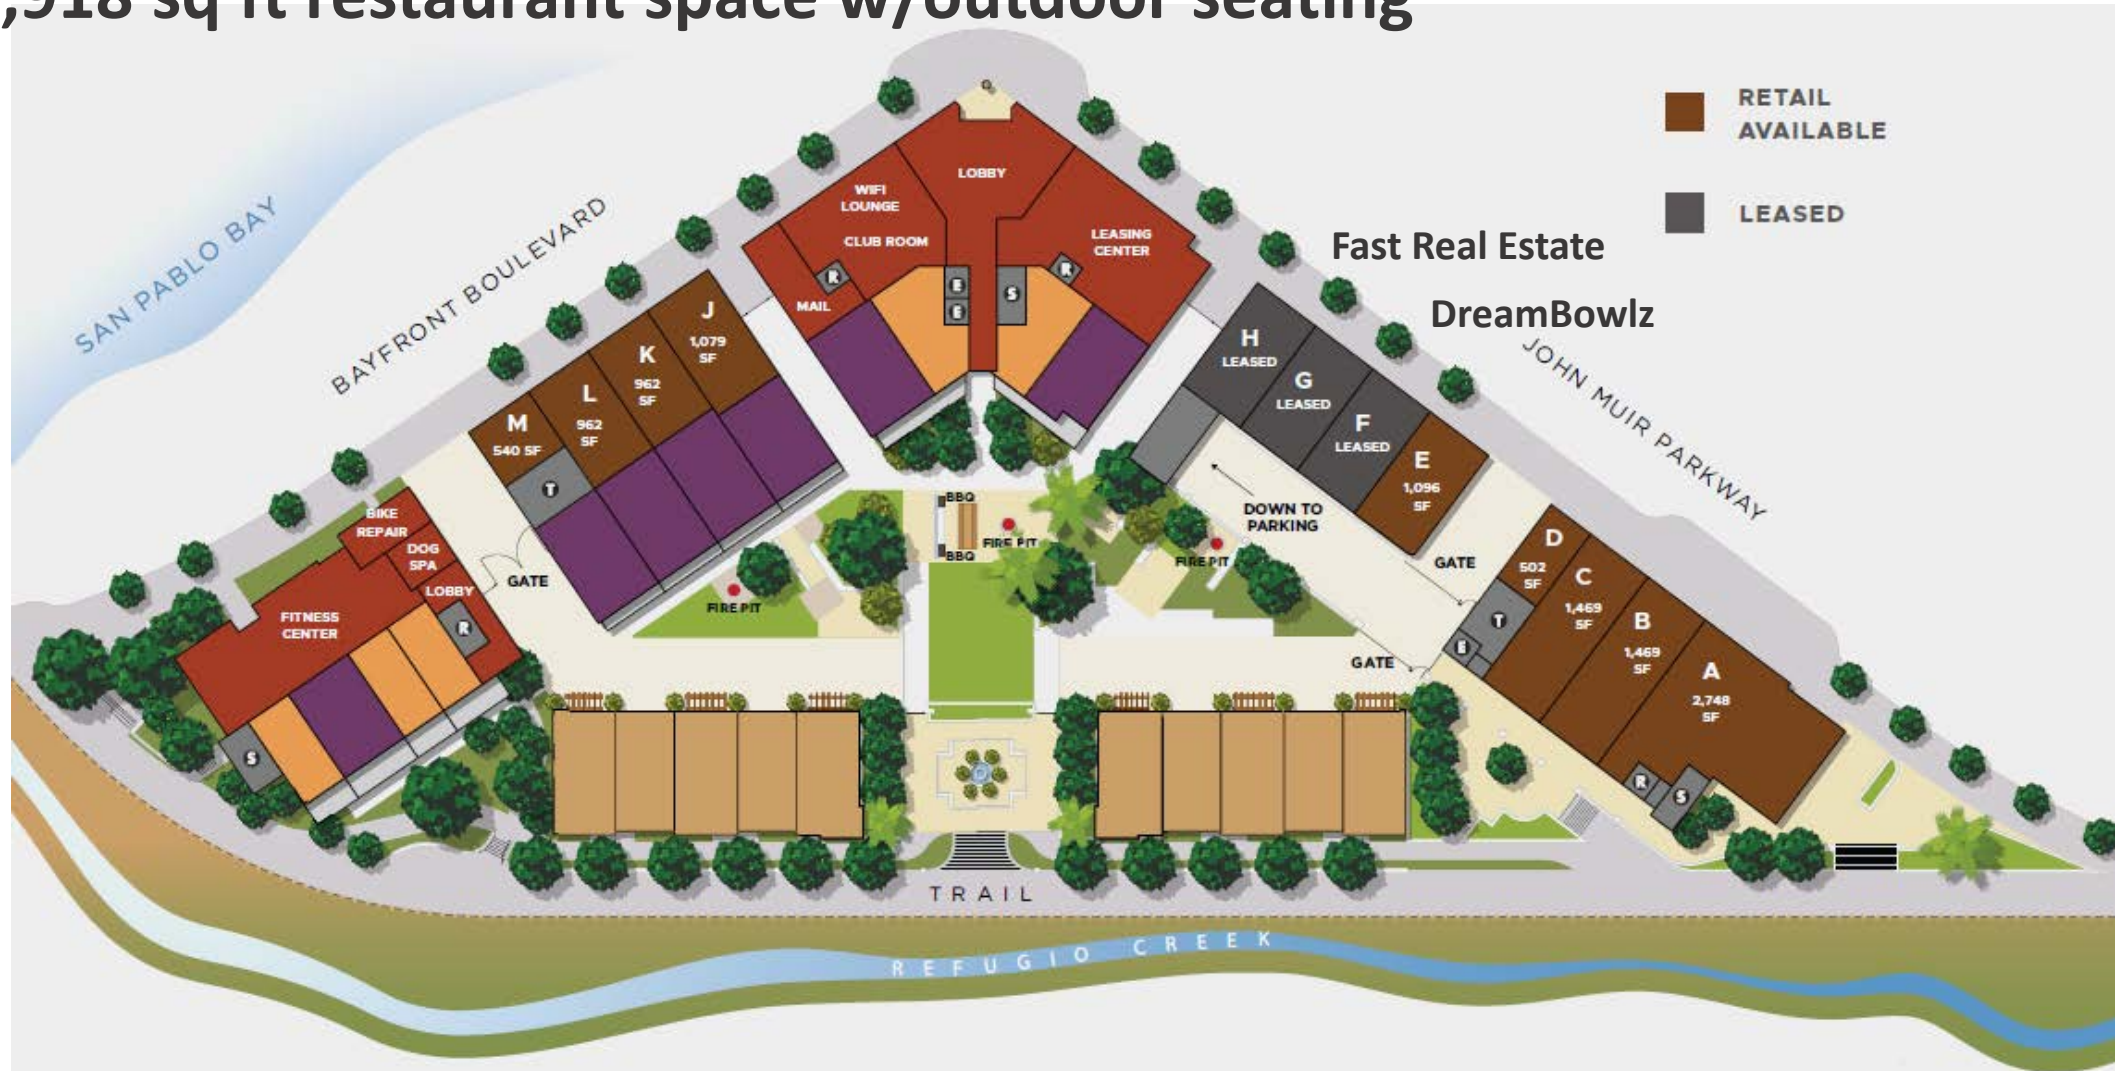 ,918 sq ft restaurant space w/outdoor seating
RETAIL
AVAILABLE
LEASED
Fast Real Estate
DreamBowlz
SAN PABLO BAY
BAYFRONT BOULEVARD
JOHN MUIR PARKWAY
LOBBY
WIFI
LOUNGE
CLUB ROOM
LEASING
CENTER
R
MAIL
E
E
S
R
J
1,079
SF
K
962
SF
L
962
SF
M
540 SF
T
H
LEASED
G
LEASED
F
LEASED
E
1,096
SF
DOWN TO
PARKING
GATE
D
502
SF
C
1,469
SF
B
1,469
SF
A
2,748
SF
T
E
R
S
GATE
BBQ
BBQ
FIRE PIT
FIRE PIT
FIRE PIT
BIKE
REPAIR
DOG
SPA
LOBBY
R
GATE
FITNESS
CENTER
S
TRAIL
REFUGIO CREEK